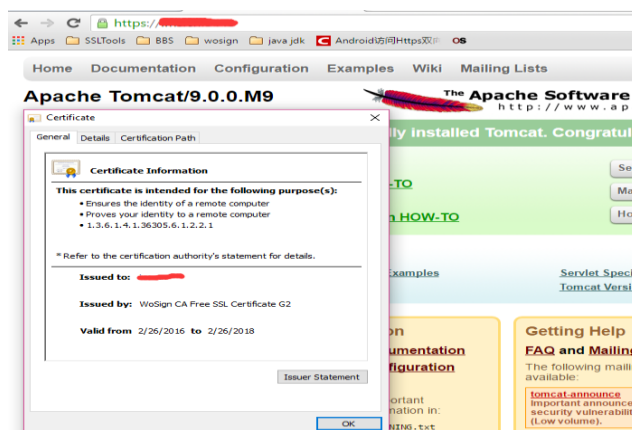 https://
Apps SSLTools BBS wosign java jdk Android访问Https双向 OS
Home Documentation Configuration Examples Wiki Mailing Lists
Apache Tomcat/9.0.0.M9
The Apache Software
http://www.ap
Certificate
General Details Certification Path
Certificate Information
This certificate is intended for the following purpose(s):
• Ensures the identity of a remote computer
• Proves your identity to a remote computer
• 1.3.6.1.4.1.36305.6.1.2.2.1
* Refer to the certification authority's statement for details.
Issued to:
Issued by: WoSign CA Free SSL Certificate G2
Valid from 2/26/2016 to 2/26/2018
Issuer Statement
OK
ly installed Tomcat. Congratul
-TO
n HOW-TO
Se
Ma
Ho
Examples
Servlet Speci
Tomcat Versi
on
umentation
figuration
ortant
mation in:
NING.txt
Getting Help
FAQ and Mailing
The following maili
available:
tomcat-announce
Important announce
security vulnerabilit
(Low volume).